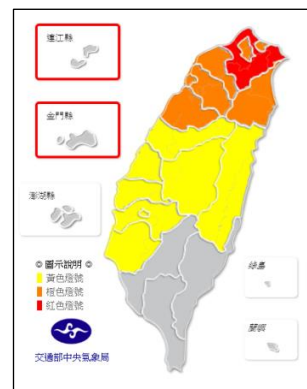 連江縣
金門縣
澎湖縣
◎ 圖示說明 ◎
黃色燈號
橙色燈號
紅色燈號
交通部中央氣象局
綠島
蘭嶼